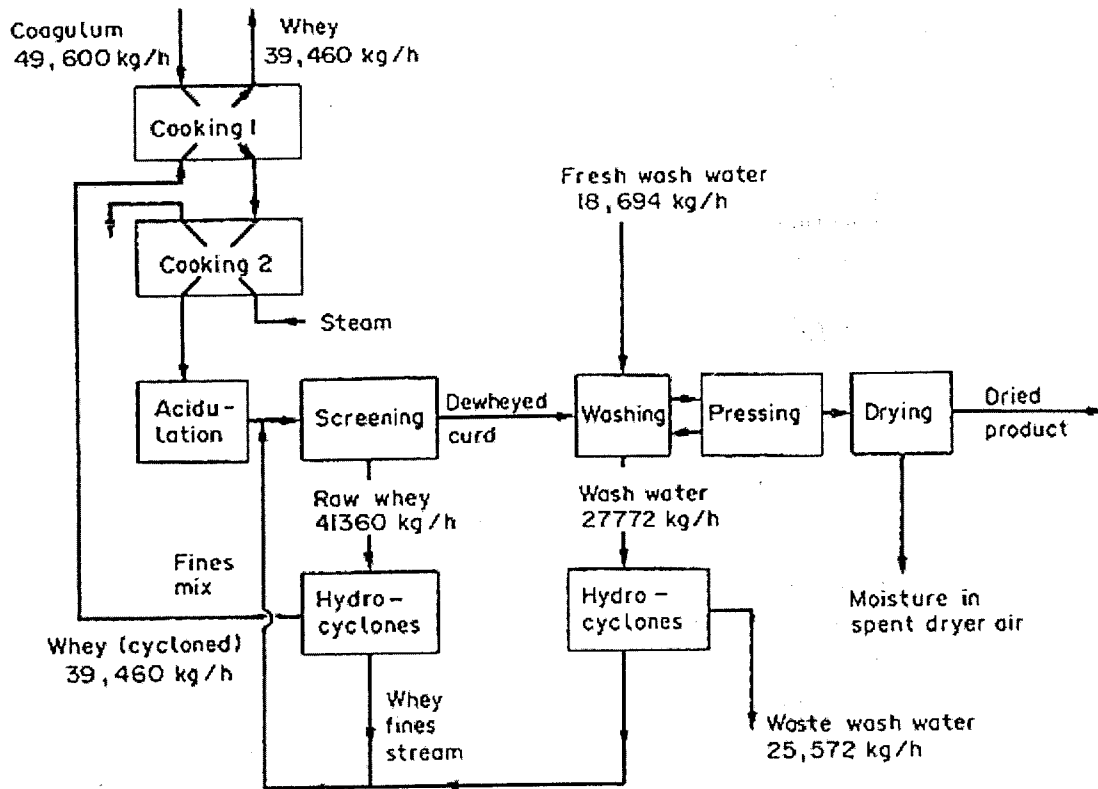 Coagulum
49,600 kg/h
Whey
39,460 kg/h
Cooking 1
Fresh wash water
18,694 kg/h
Cooking 2
Steam
Acidu-
lation
Screening
Dewheyed
curd
Washing
Pressing
Drying
Dried
product
Raw whey
41360 kg/h
Wash water
27772 kg/h
Fines
mix
Hydro-
cyclones
Hydro-
cyclones
Moisture in
spent dryer air
Whey (cycloned)
39,460 kg/h
Whey
fines
stream
Waste wash water
25,572 kg/h